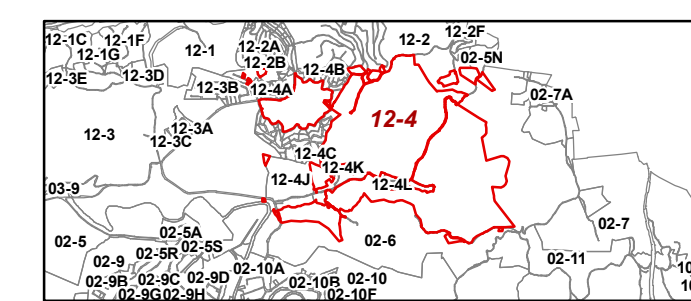 12-1C 12-1F 12-2A 12-2 12-2F
12-1G 12-1 12-2B 02-5N
12-3E 12-3D 12-4B
12-3B 12-4A 02-7A
12-4
12-3 12-3A
12-3C
12-4C
12-4K
03-9 12-4J 12-4L
02-5A 02-7
02-5 02-5S 02-6
02-5R
02-9 02-11
02-9B 02-9C 02-9D 02-10A 02-10B 02-10
02-9G 02-9H 02-10F